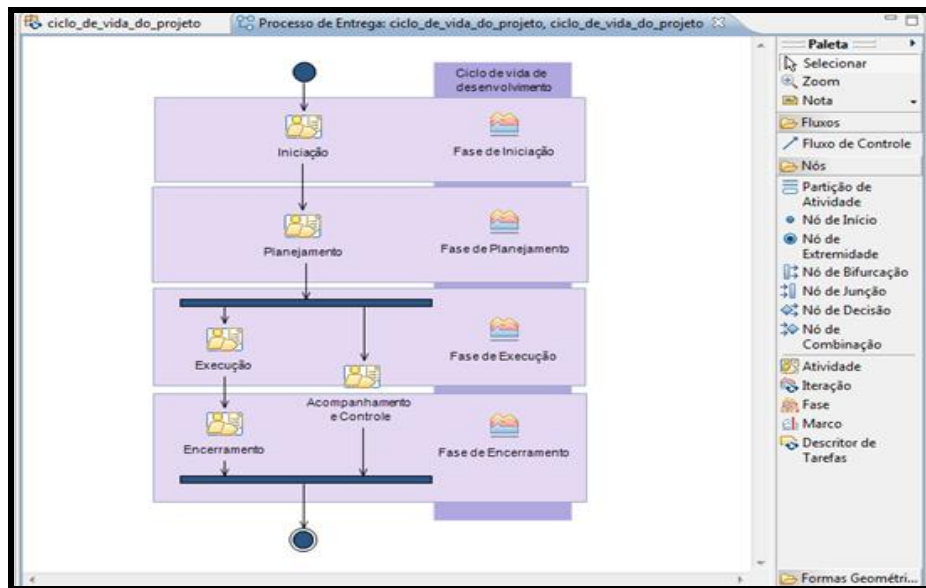 ciclo_de_vida_do_projeto
Processo de Entrega: ciclo_de_vida_do_projeto, ciclo_de_vida_do_projeto
Ciclo de vida de
desenvolvimento
Iniciação
Fase de Iniciação
Planejamento
Fase de Planejamento
Execução
Fase de Execução
Acompanhamento
e Controle
Encerramento
Fase de Encerramento
Paleta
Selecionar
Zoom
Nota
Fluxos
Fluxo de Controle
Nós
Partição de
Atividade
Nó de Início
Nó de
Extremidade
Nó de Bifurcação
Nó de Junção
Nó de Decisão
Nó de
Combinação
Atividade
Iteração
Fase
Marco
Descritor de
Tarefas
Formas Geométri...